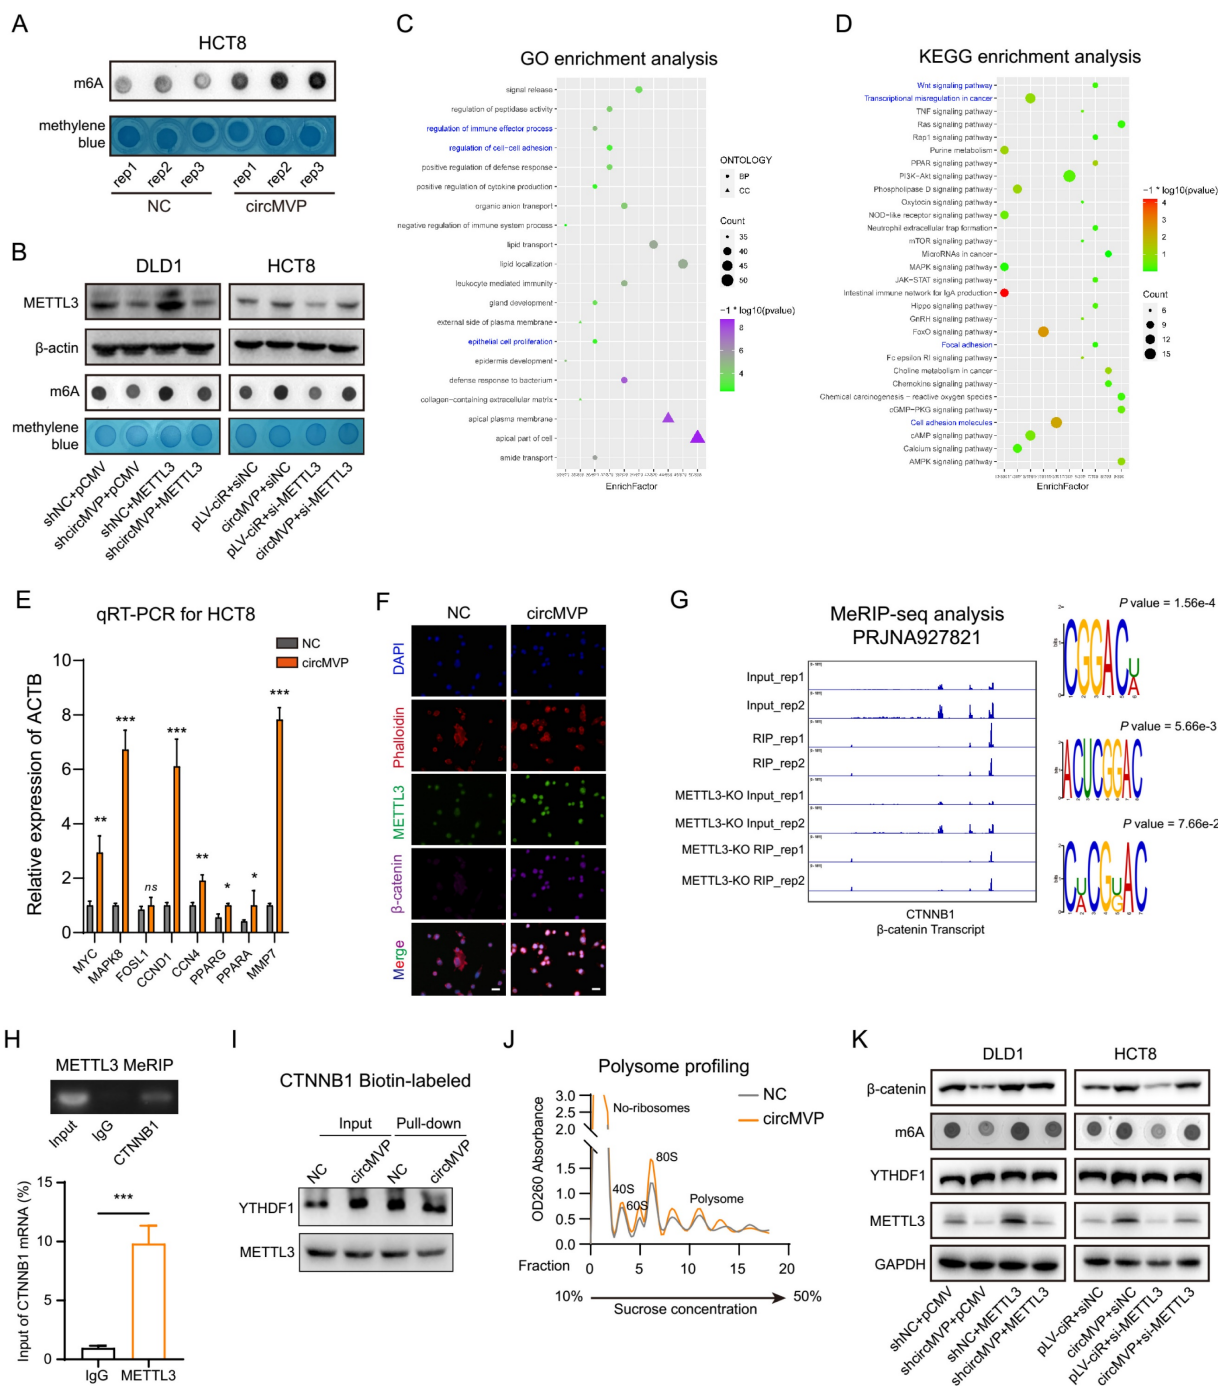 A
HCT8
m6A
methylene
blue
rep1
rep2
rep3
rep1
rep2
rep3
NC
circMVP
B
DLD1
HCT8
METTL3
β-actin
m6A
methylene
blue
shNC+pCMV
shcircMVP+pCMV
shNC+METTL3
shcircMVP+METTL3
pLV-ciR+siNC
circMVP+siNC
pLV-ciR+si-METTL3
circMVP+si-METTL3
C
GO enrichment analysis
signal release
regulation of peptidase activity
regulation of immune effector process
regulation of cell-cell adhesion
positive regulation of defense response
positive regulation of cytokine production
organic anion transport
negative regulation of immune system process
lipid transport
lipid localization
leukocyte mediated immunity
gland development
external side of plasma membrane
epithelial cell proliferation
epidermis development
defense response to bacterium
collagen-containing extracellular matrix
apical plasma membrane
apical part of cell
amide transport
EnrichFactor
ONTOLOGY
BP
CC
Count
35
40
45
50
−1 * log10(pvalue)
8
6
4
D
KEGG enrichment analysis
Wnt signaling pathway
Transcriptional misregulation in cancer
TNF signaling pathway
Ras signaling pathway
Rap1 signaling pathway
Purine metabolism
PPAR signaling pathway
PI3K-Akt signaling pathway
Phospholipase D signaling pathway
Oxytocin signaling pathway
NOD-like receptor signaling pathway
Neutrophil extracellular trap formation
mTOR signaling pathway
MicroRNAs in cancer
MAPK signaling pathway
JAK-STAT signaling pathway
Intestinal immune network for IgA production
Hippo signaling pathway
GnRH signaling pathway
FoxO signaling pathway
Focal adhesion
Fc epsilon RI signaling pathway
Choline metabolism in cancer
Chemokine signaling pathway
Chemical carcinogenesis - reactive oxygen species
cGMP-PKG signaling pathway
Cell adhesion molecules
cAMP signaling pathway
Calcium signaling pathway
AMPK signaling pathway
EnrichFactor
−1 * log10(pvalue)
4
3
2
1
Count
6
9
12
15
E
qRT-PCR for HCT8
NC
circMVP
Relative expression of ACTB
10
8
6
4
2
0
**
***
ns
***
**
*
*
***
MYC
MAPK8
FOSL1
CCND1
CCN4
PPARG
PPARA
MMP7
F
NC
circMVP
DAPI
Phalloidin
METTL3
β-catenin
Merge
G
MeRIP-seq analysis
PRJNA927821
Input_rep1
Input_rep2
RIP_rep1
RIP_rep2
METTL3-KO Input_rep1
METTL3-KO Input_rep2
METTL3-KO RIP_rep1
METTL3-KO RIP_rep2
CTNNB1
β-catenin Transcript
P value = 1.56e-4
P value = 5.66e-3
P value = 7.66e-2
H
METTL3 MeRIP
Input
IgG
CTNNB1
Input of CTNNB1 mRNA (%)
15
10
5
0
***
IgG
METTL3
I
CTNNB1 Biotin-labeled
Input
Pull-down
NC
circMVP
NC
circMVP
YTHDF1
METTL3
J
Polysome profiling
NC
circMVP
OD260 Absorbance
3.0
2.5
2.0
1.5
1.0
0.5
0.0
No-ribosomes
40S
60S
80S
Polysome
Fraction
0
5
10
15
20
10%
50%
Sucrose concentration
K
DLD1
HCT8
β-catenin
m6A
YTHDF1
METTL3
GAPDH
shNC+pCMV
shcircMVP+pCMV
shNC+METTL3
shcircMVP+METTL3
pLV-ciR+siNC
circMVP+siNC
pLV-ciR+si-METTL3
circMVP+si-METTL3